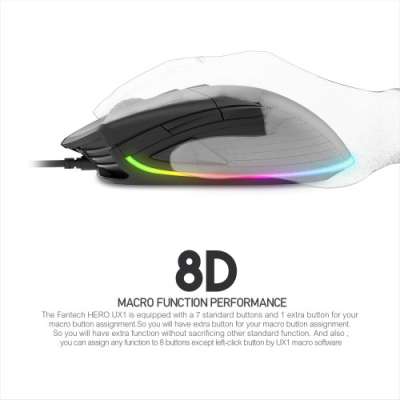 8D
MACRO FUNCTION PERFORMANCE
The Fantech HERO UX1 is equipped with a 7 standard buttons and 1 extra button for your
macro button assignment.So you will have extra button for your macro button assignment.
So you will have extra function without sacrificing other standard function. And also ,
you can assign any function to 8 buttons except left-click button by UX1 macro software